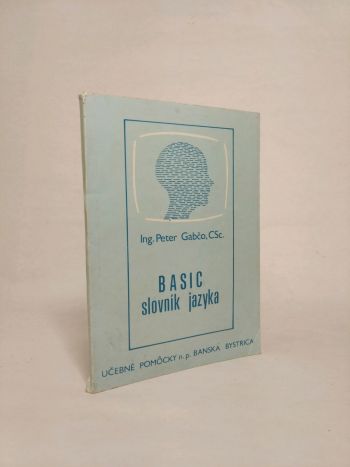 Ing. Peter Gabčo, CSc.
BASIC
slovník jazyka
UČEBNÉ POMÔCKY n.p. BANSKÁ BYSTRICA